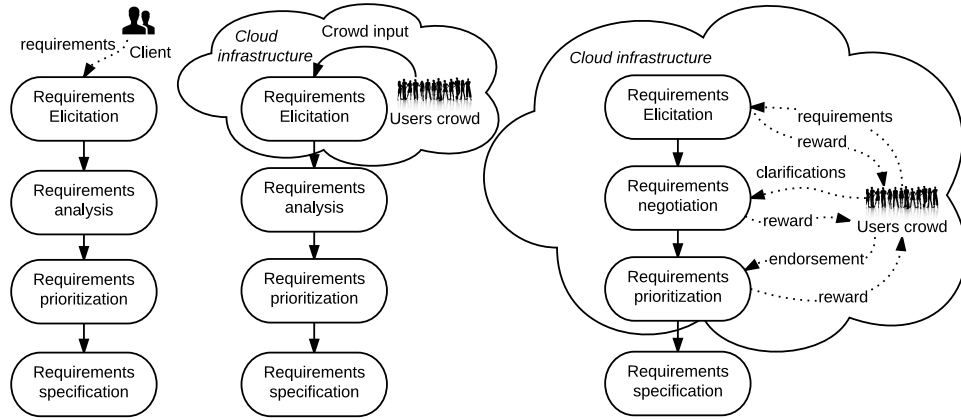 requirements
Client
Requirements
Elicitation
Requirements
analysis
Requirements
prioritization
Requirements
specification
Cloud
infrastructure
Crowd input
Requirements
Elicitation
Users crowd
Requirements
analysis
Requirements
prioritization
Requirements
specification
Cloud infrastructure
Requirements
Elicitation
requirements
reward
clarifications
Requirements
negotiation
reward
Users crowd
endorsement
Requirements
prioritization
reward
Requirements
specification